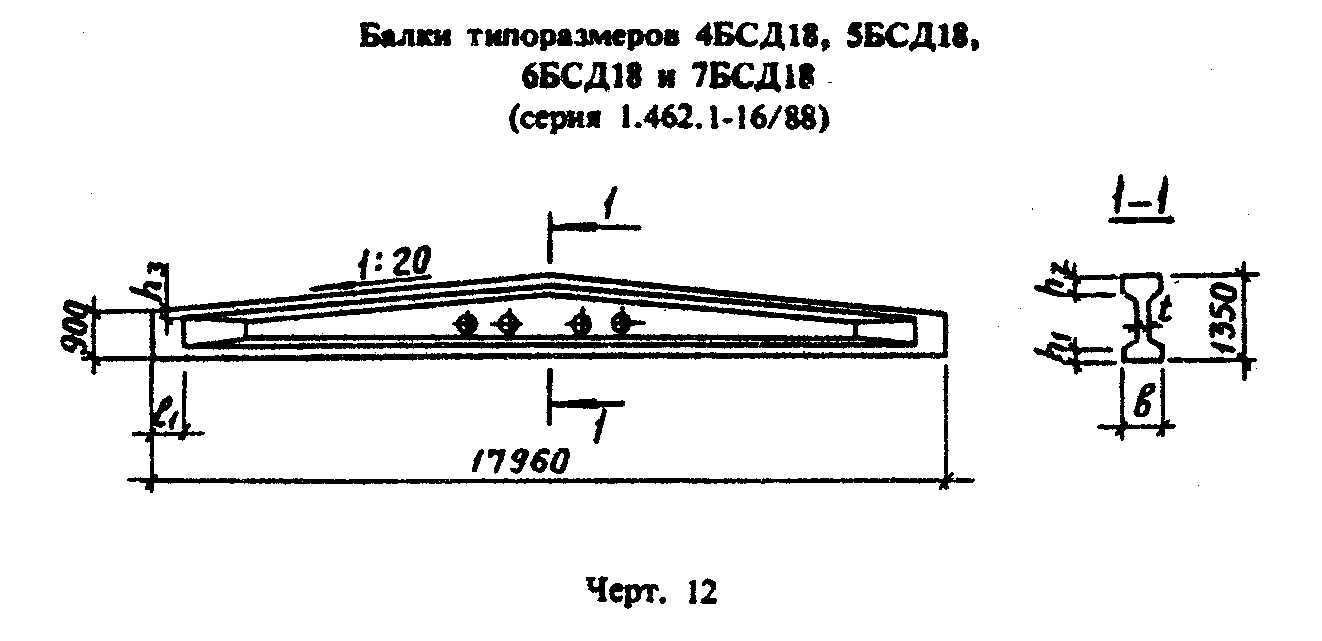 Балки типоразмеров 4БСД18, 5БСД18,
6БСД18 и 7БСД18
(серия 1.462.1-16/88)
1
1-1
1:20
h3
900
h2
t
1350
h1
l1
1
в
17960
Черт. 12